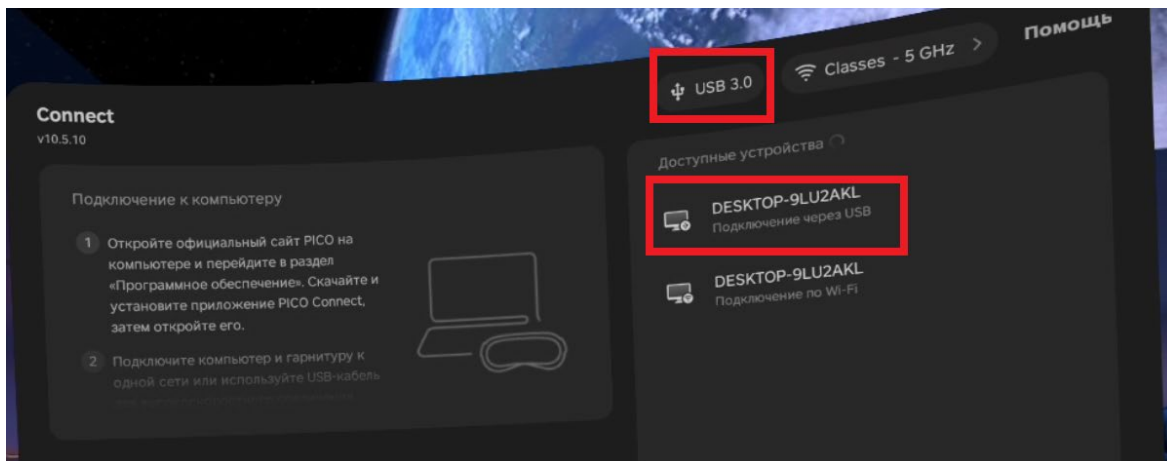 Connect
v10.5.10
USB 3.0
Classes - 5 GHz >
Помощь
Подключение к компьютеру
1 Откройте официальный сайт PICO на
компьютере и перейдите в раздел
«Программное обеспечение». Скачайте и
установите приложение PICO Connect,
затем откройте его.
2 Подключите компьютер и гарнитуру к
одной сети или используйте USB-кабель
Доступные устройства
DESKTOP-9LU2AKL
Подключение через USB
DESKTOP-9LU2AKL
Подключение по Wi-Fi